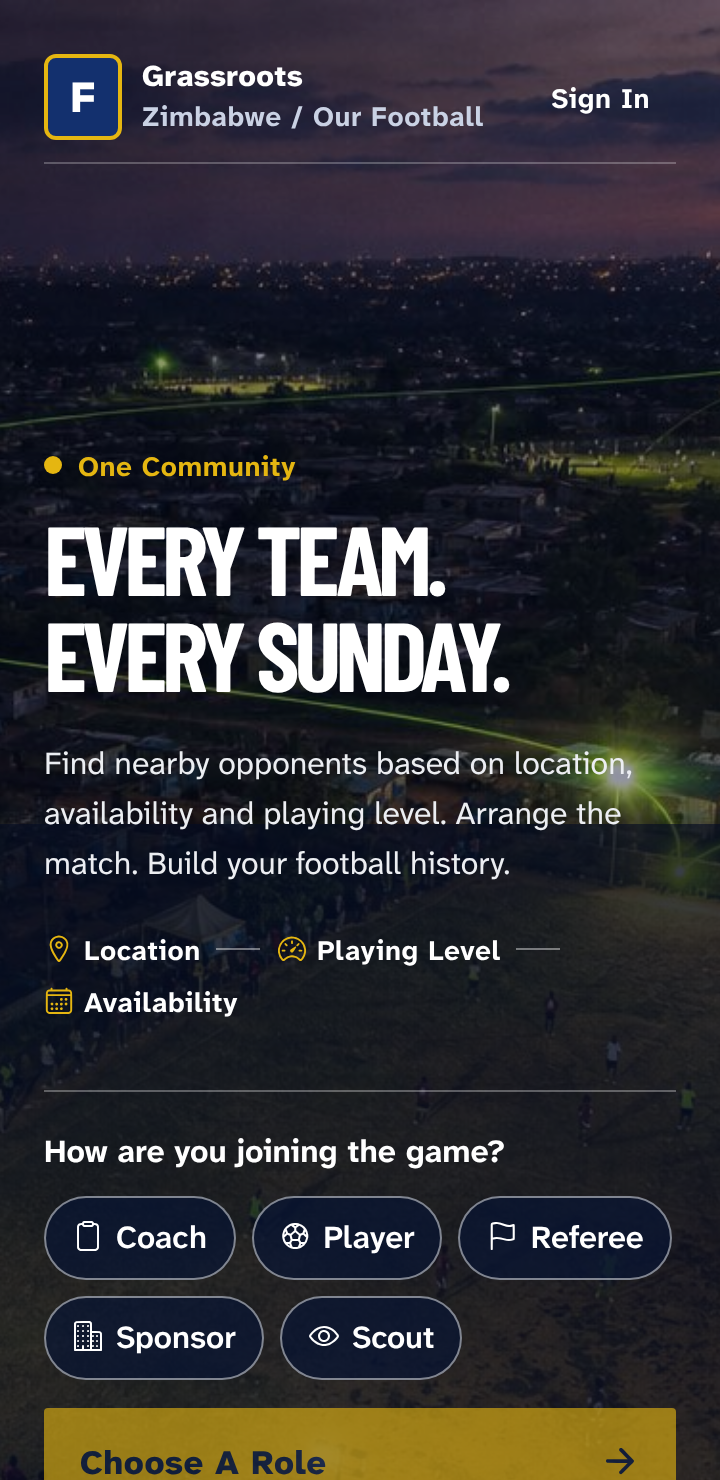 F
Grassroots
Zimbabwe / Our Football
Sign In
One Community
EVERY TEAM.
EVERY SUNDAY.
Find nearby opponents based on location,
availability and playing level. Arrange the
match. Build your football history.
Location
Playing Level
Availability
How are you joining the game?
Coach
Player
Referee
Sponsor
Scout
Choose A Role